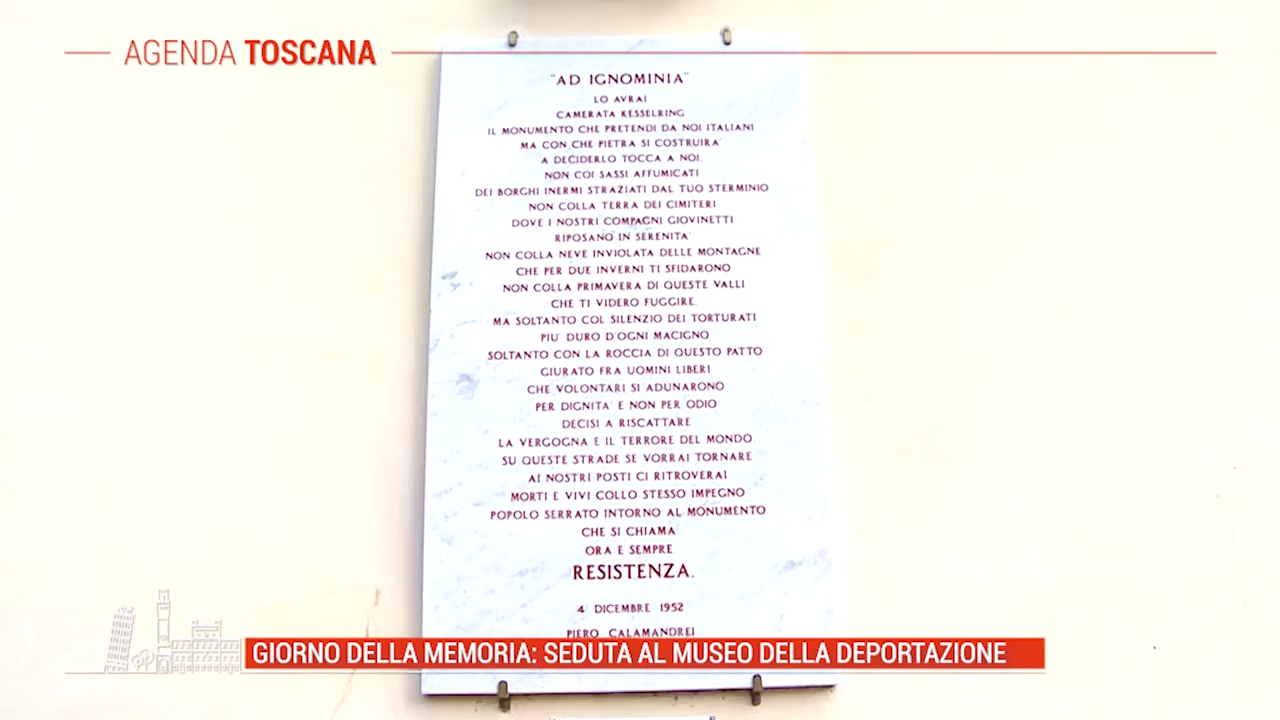 AGENDA TOSCANA
"AD IGNOMINIA"
LO AVRAI
CAMERATA KESSELRING
IL MONUMENTO CHE PRETENDI DA NOI ITALIANI
MA CON CHE PIETRA SI COSTRUIRA'
A DECIDERLO TOCCA A NOI.
NON COI SASSI AFFUMICATI
DEI BORGHI INERMI STRAZIATI DAL TUO STERMINIO
NON COLLA TERRA DEI CIMITERI
DOVE I NOSTRI COMPAGNI GIOVINETTI
RIPOSANO IN SERENITA'
NON COLLA NEVE INVIOLATA DELLE MONTAGNE
CHE PER DUE INVERNI TI SFIDARONO
NON COLLA PRIMAVERA DI QUESTE VALLI
CHE TI VIDERO FUGGIRE.
MA SOLTANTO COL SILENZIO DEI TORTURATI
PIU' DURO D'OGNI MACIGNO
SOLTANTO CON LA ROCCIA DI QUESTO PATTO
GIURATO FRA UOMINI LIBERI
CHE VOLONTARI SI ADUNARONO
PER DIGNITA' E NON PER ODIO
DECISI A RISCATTARE
LA VERGOGNA E IL TERRORE DEL MONDO.
SU QUESTE STRADE SE VORRAI TORNARE
AI NOSTRI POSTI CI RITROVERAI
MORTI E VIVI COLLO STESSO IMPEGNO
POPOLO SERRATO INTORNO AL MONUMENTO
CHE SI CHIAMA
ORA E SEMPRE
RESISTENZA.
4 DICEMBRE 1952
PIERO CALAMANDREI
GIORNO DELLA MEMORIA: SEDUTA AL MUSEO DELLA DEPORTAZIONE